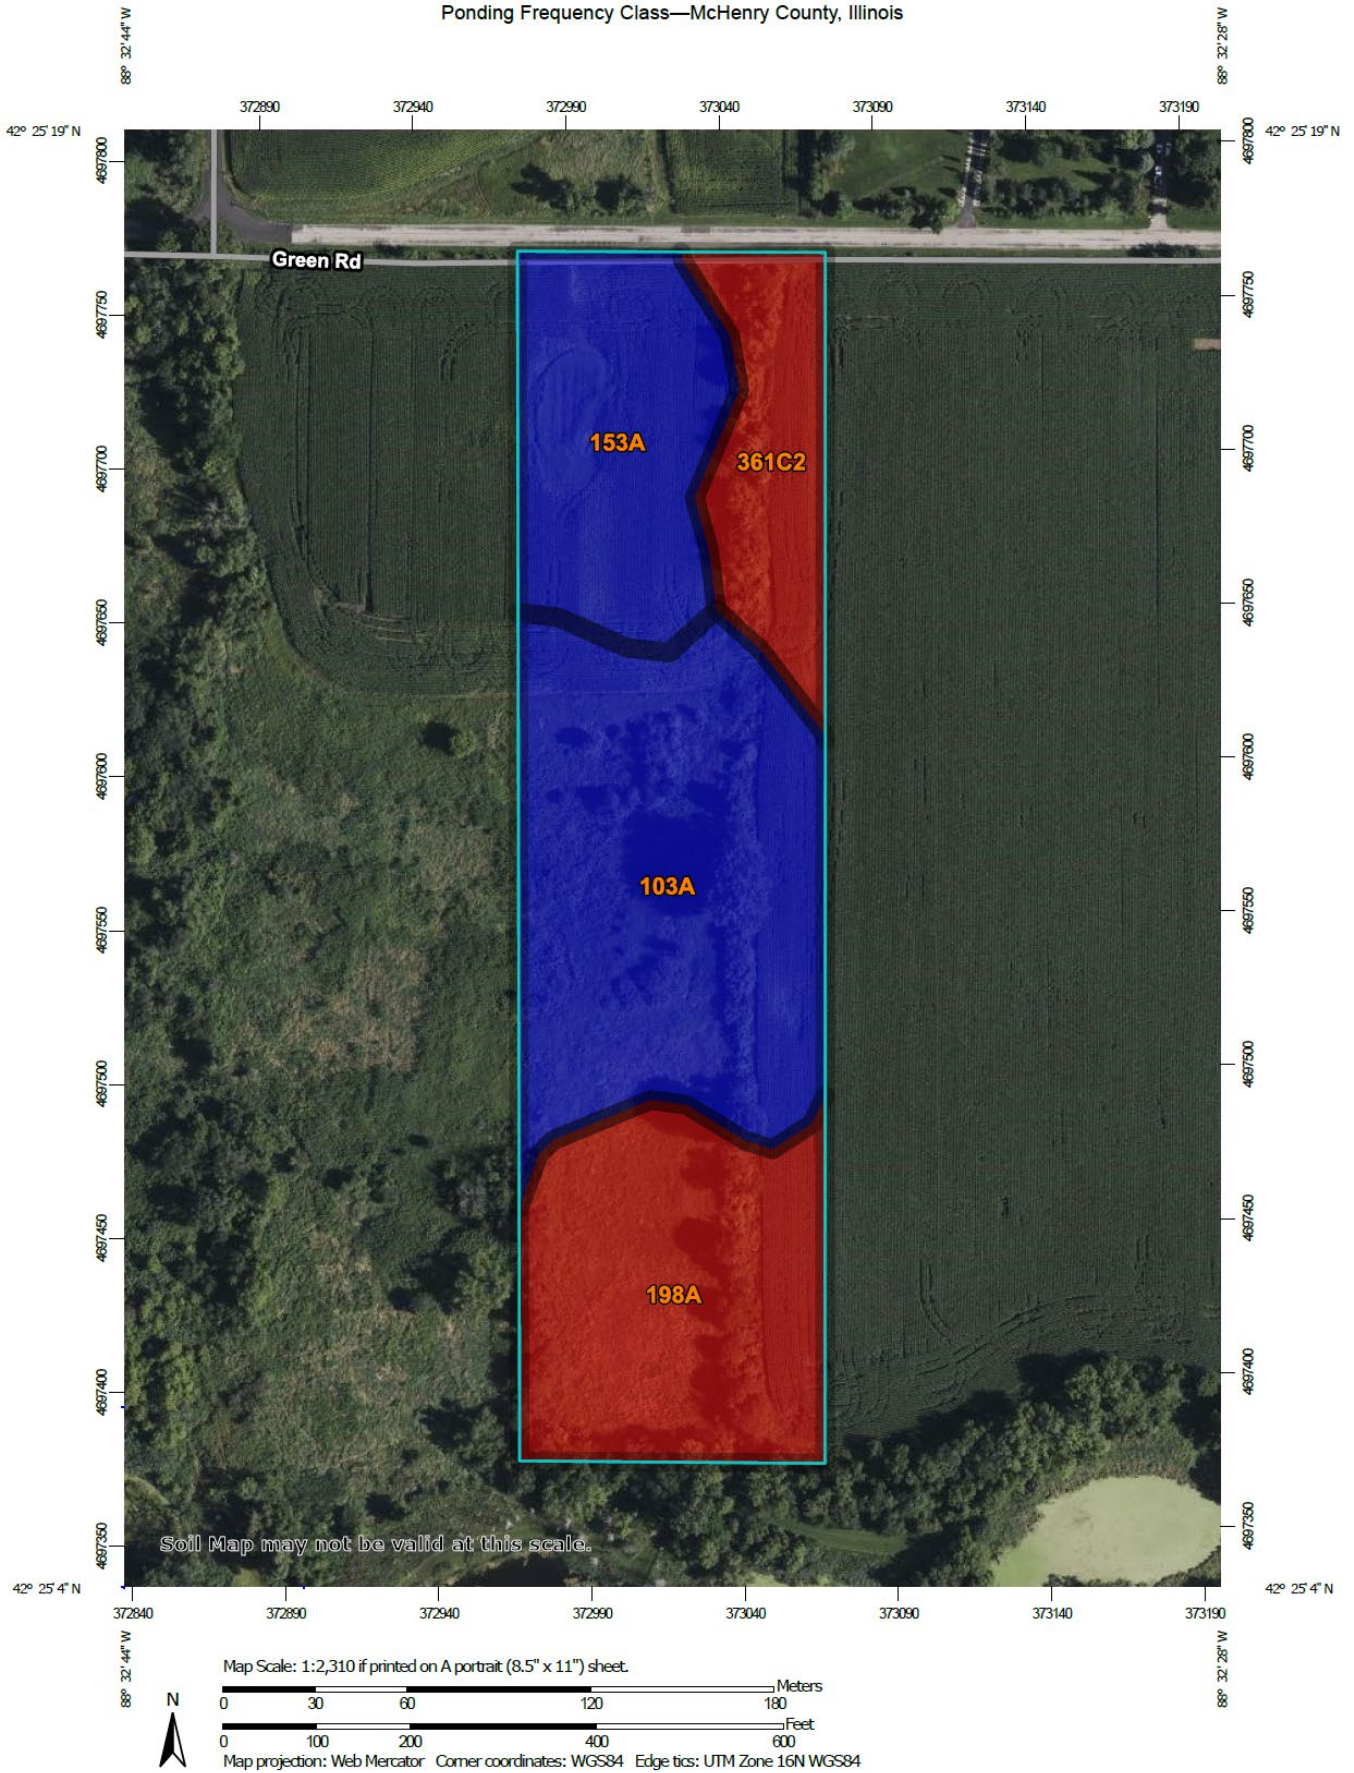 Ponding Frequency Class—McHenry County, Illinois
88° 32' 44" W
88° 32' 28" W
372890 372940 372990 373040 373090 373140 373190
42° 25' 19" N
42° 25' 19" N
4697800
4697800
Green Rd
4697750
4697750
153A
361C2
4697700
4697700
4697650
4697650
4697600
4697600
103A
4697550
4697550
4697500
4697500
4697450
4697450
198A
4697400
4697400
4697350
4697350
Soil Map may not be valid at this scale.
42° 25' 4" N
42° 25' 4" N
372840 372890 372940 372990 373040 373090 373140 373190
88° 32' 44" W
88° 32' 28" W
Map Scale: 1:2,310 if printed on A portrait (8.5" x 11") sheet.
N
Meters
0 30 60 120 180
Feet
0 100 200 400 600
Map projection: Web Mercator Corner coordinates: WGS84 Edge tics: UTM Zone 16N WGS84